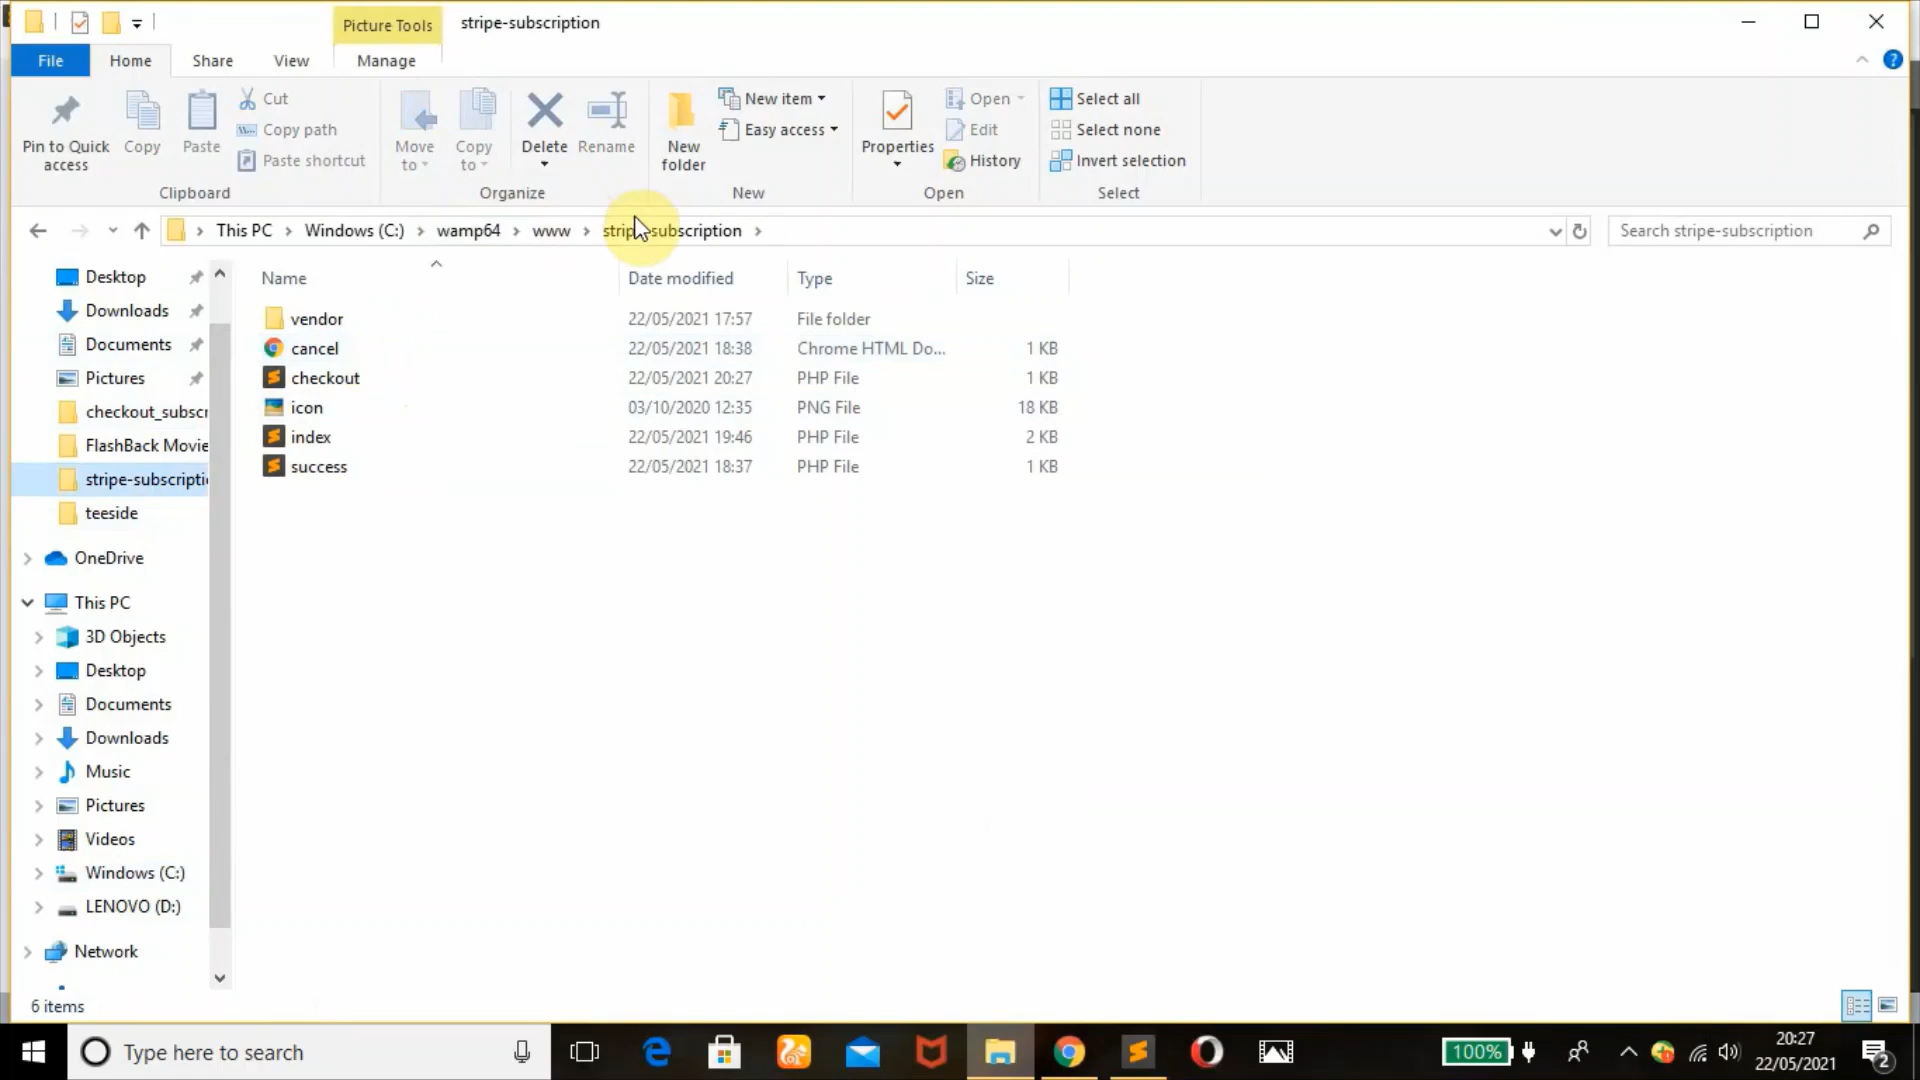 Picture Tools
stripe-subscription
File
Home
Share
View
Manage
?
Pin to Quick access
Copy
Paste
Cut
Copy path
Paste shortcut
Clipboard
Move to
Copy to
Delete
Rename
Organize
New folder
New item
Easy access
New
Properties
Open
Edit
History
Open
Select all
Select none
Invert selection
Select
This PC
Windows (C:)
wamp64
www
stripe-subscription
Search stripe-subscription
Name
Date modified
Type
Size
vendor 22/05/2021 17:57 File folder
cancel 22/05/2021 18:38 Chrome HTML Do... 1 KB
checkout 22/05/2021 20:27 PHP File 1 KB
icon 03/10/2020 12:35 PNG File 18 KB
index 22/05/2021 19:46 PHP File 2 KB
success 22/05/2021 18:37 PHP File 1 KB
Desktop
Downloads
Documents
Pictures
checkout_subscr
FlashBack Movie
stripe-subscripti
teeside
OneDrive
This PC
3D Objects
Desktop
Documents
Downloads
Music
Pictures
Videos
Windows (C:)
LENOVO (D:)
Network
6 items
Type here to search
100%
20:27
22/05/2021
2